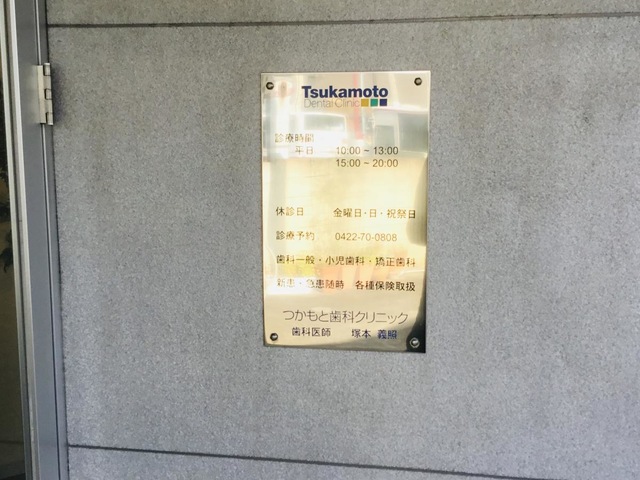 Tsukamoto
Dental Clinic
診療時間
平日 10:00 ~ 13:00
15:00 ~ 20:00
休診日 金曜日・日・祝祭日
診療予約 0422-70-0808
歯科一般・小児歯科・矯正歯科
新患・急患随時 各種保険取扱
つかもと歯科クリニック
歯科医師 塚本 義照